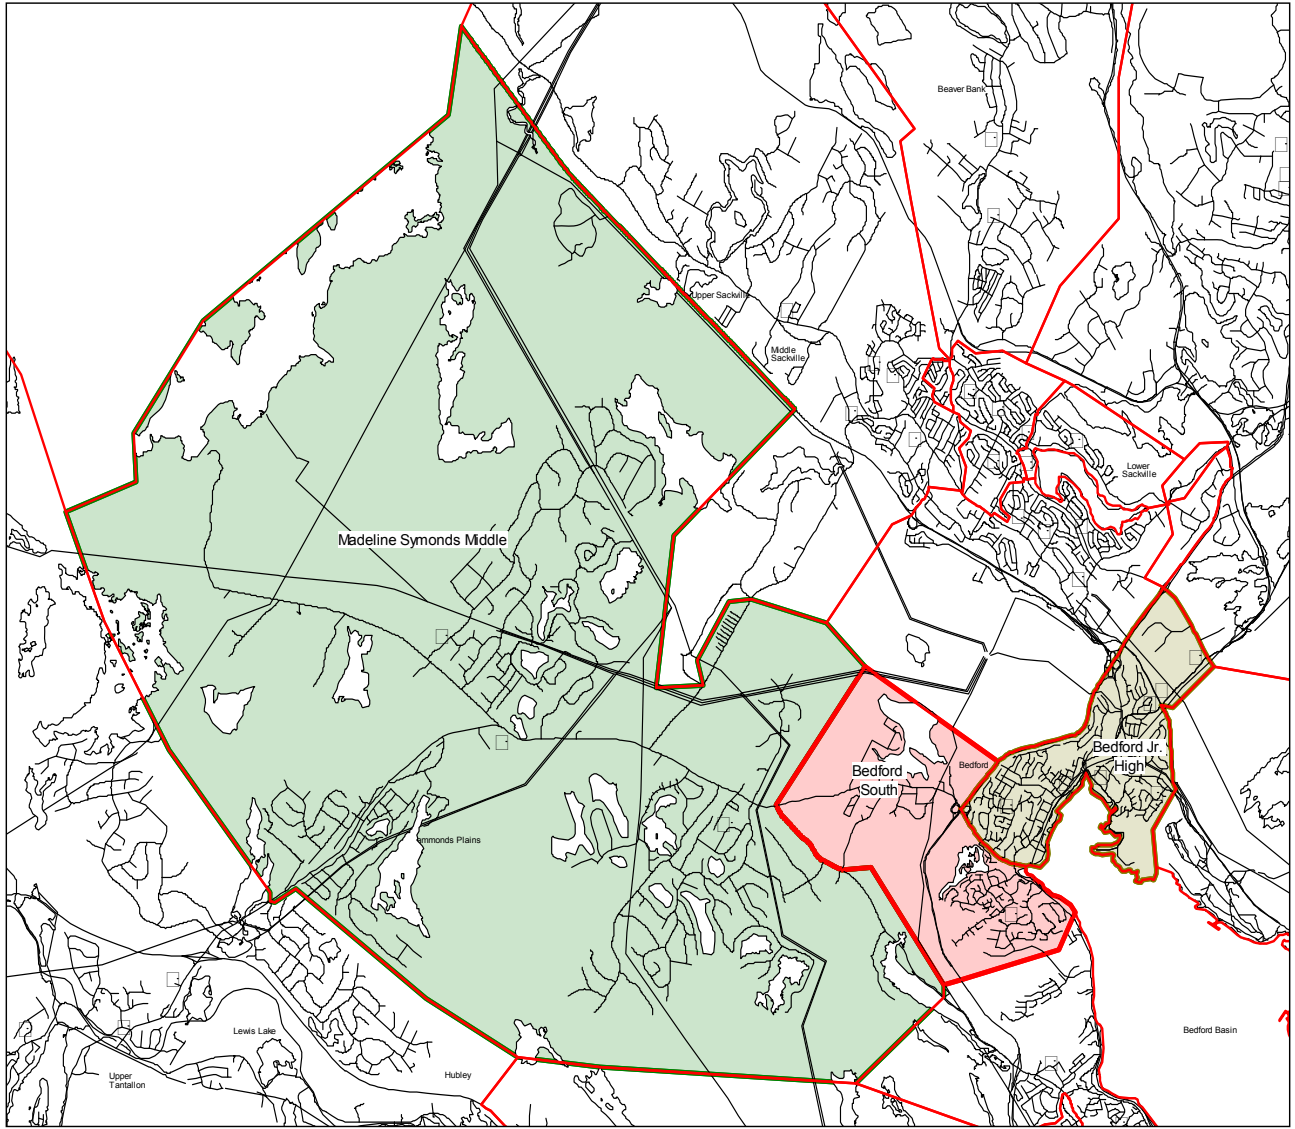 Beaver Bank
Upper Sackville
Middle
Sackville
Lower
Sackville
Madeline Symonds Middle
Bedford Jr.
High
Bedford
South
Bedford
mmonds Plains
Lewis Lake
Bedford Basin
Upper
Tantallon
Hubley